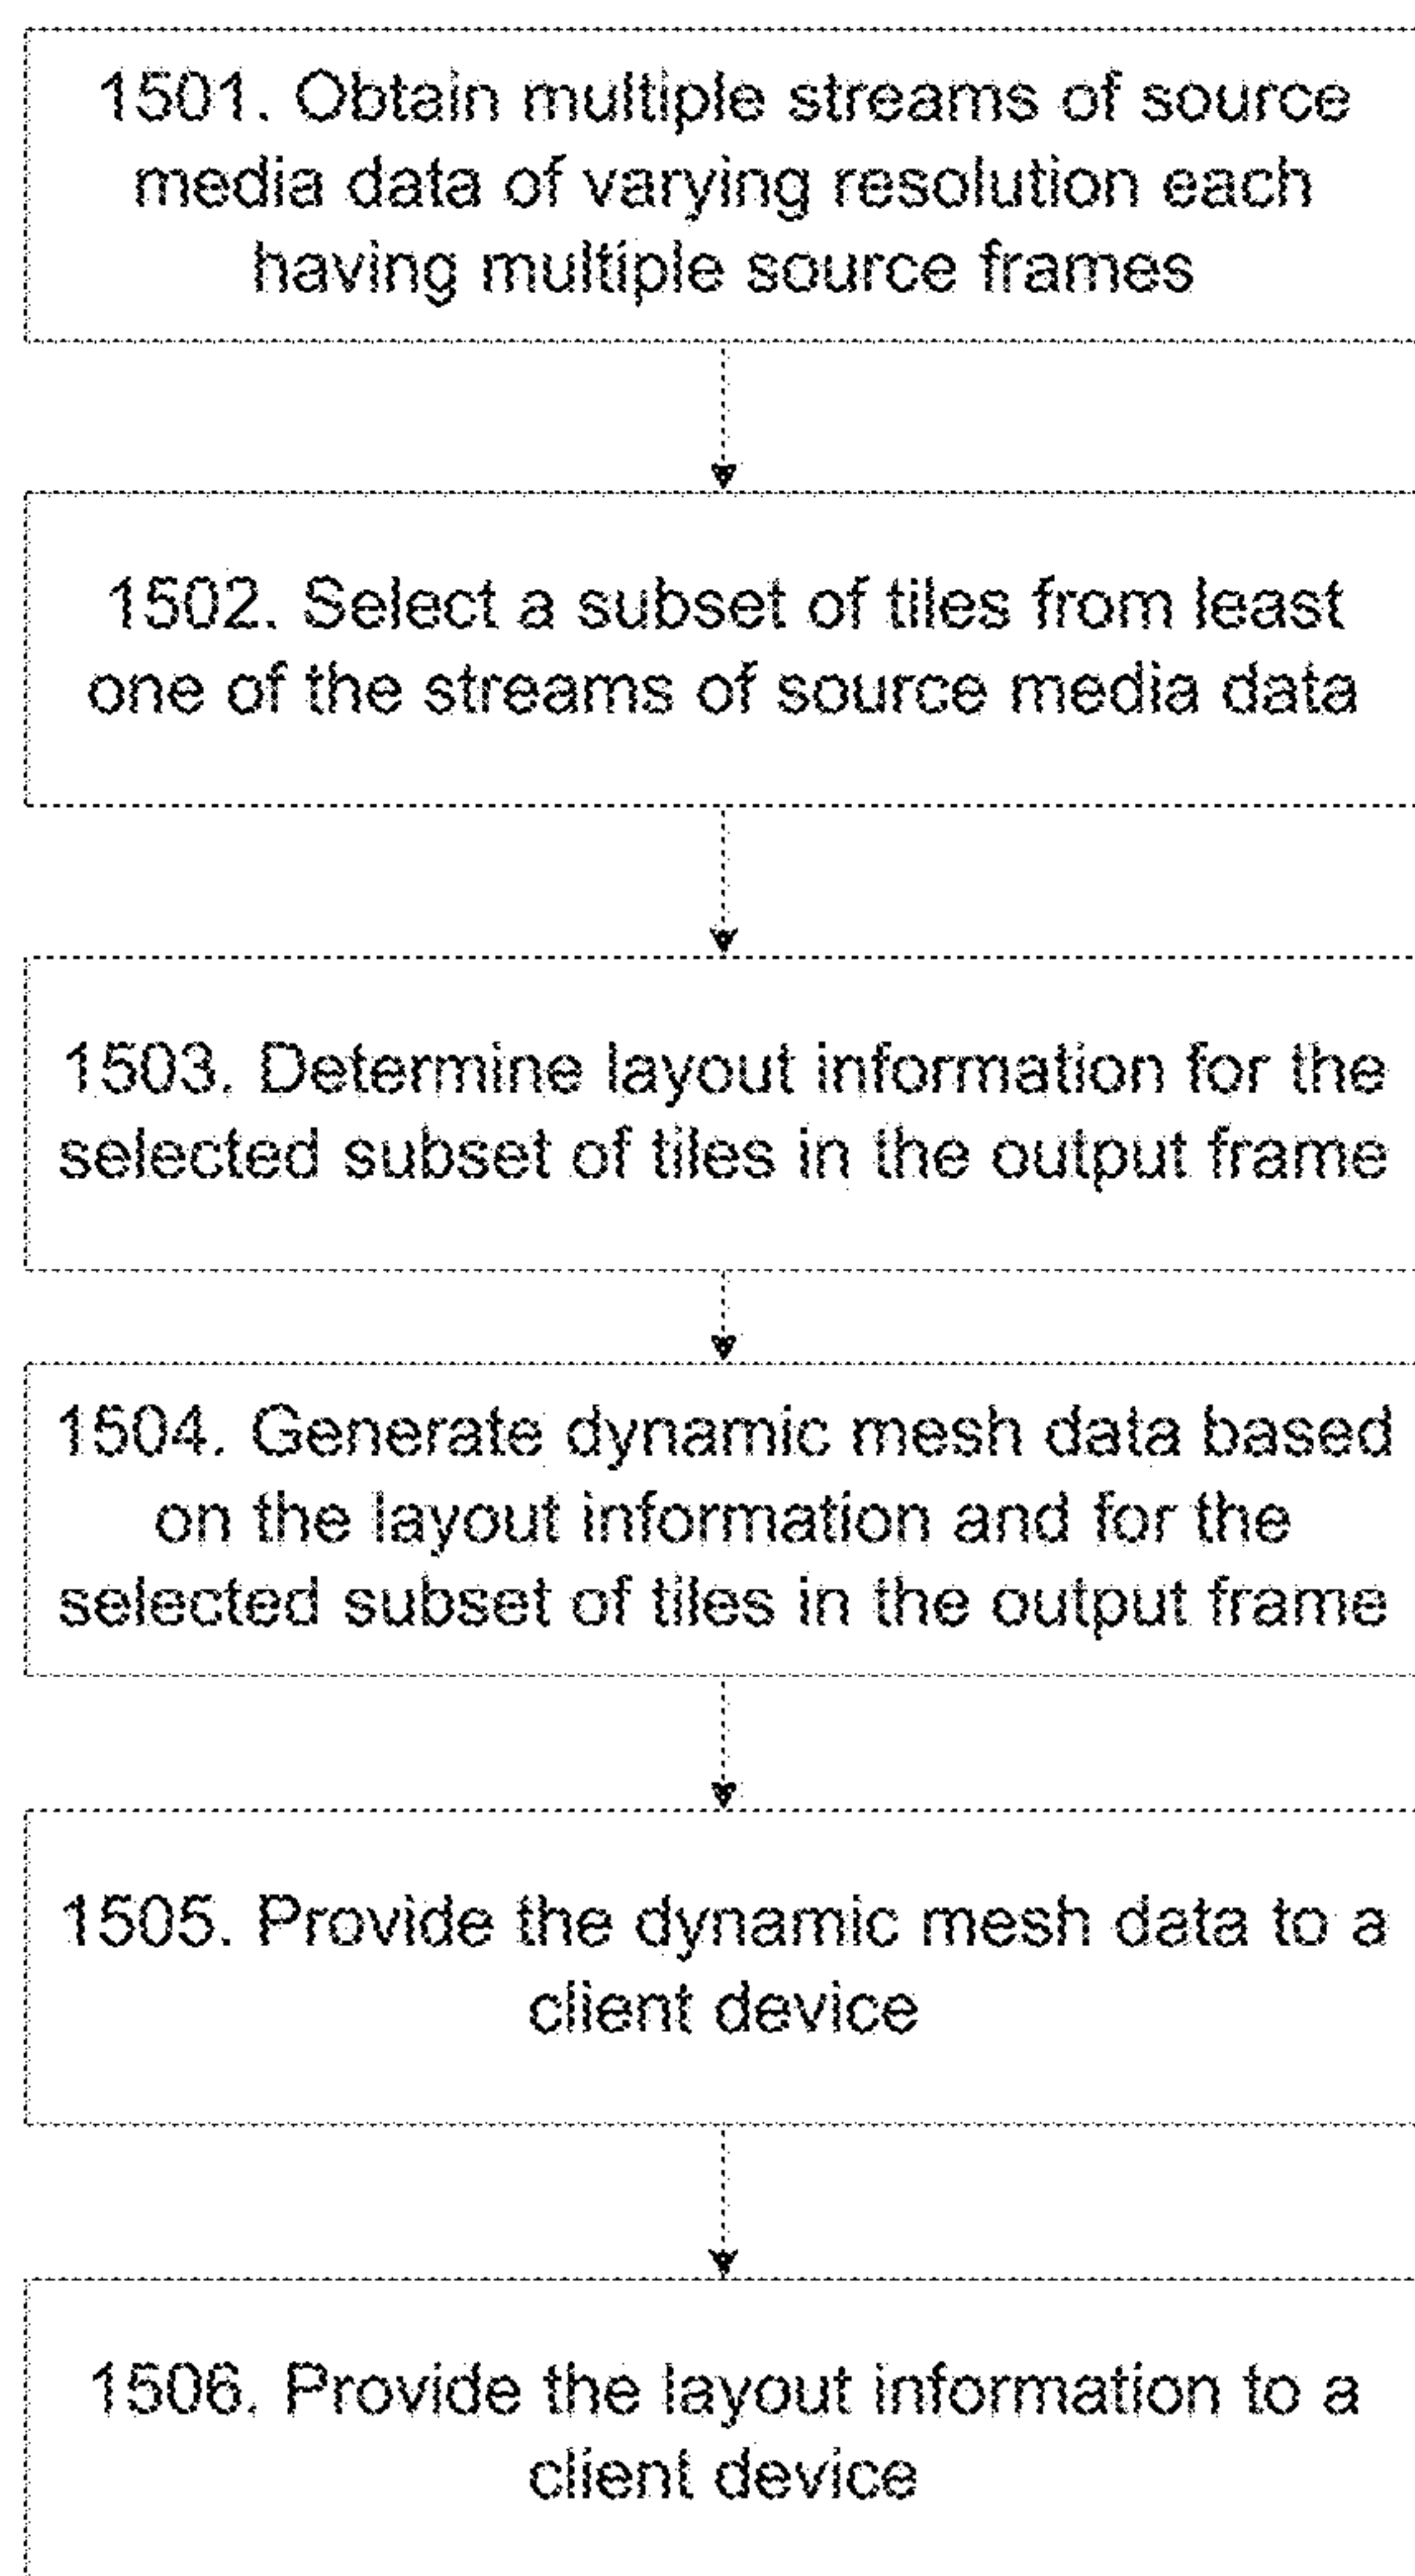 1501. Obtain multiple streams of source
media data of varying resolution each
having multiple source frames
1502. Select a subset of tiles from least
one of the streams of source media data
1503. Determine layout information for the
selected subset of tiles in the output frame
1504. Generate dynamic mesh data based
on the layout information and for the
selected subset of tiles in the output frame
1505. Provide the dynamic mesh data to a
client device
1506. Provide the layout information to a
client device